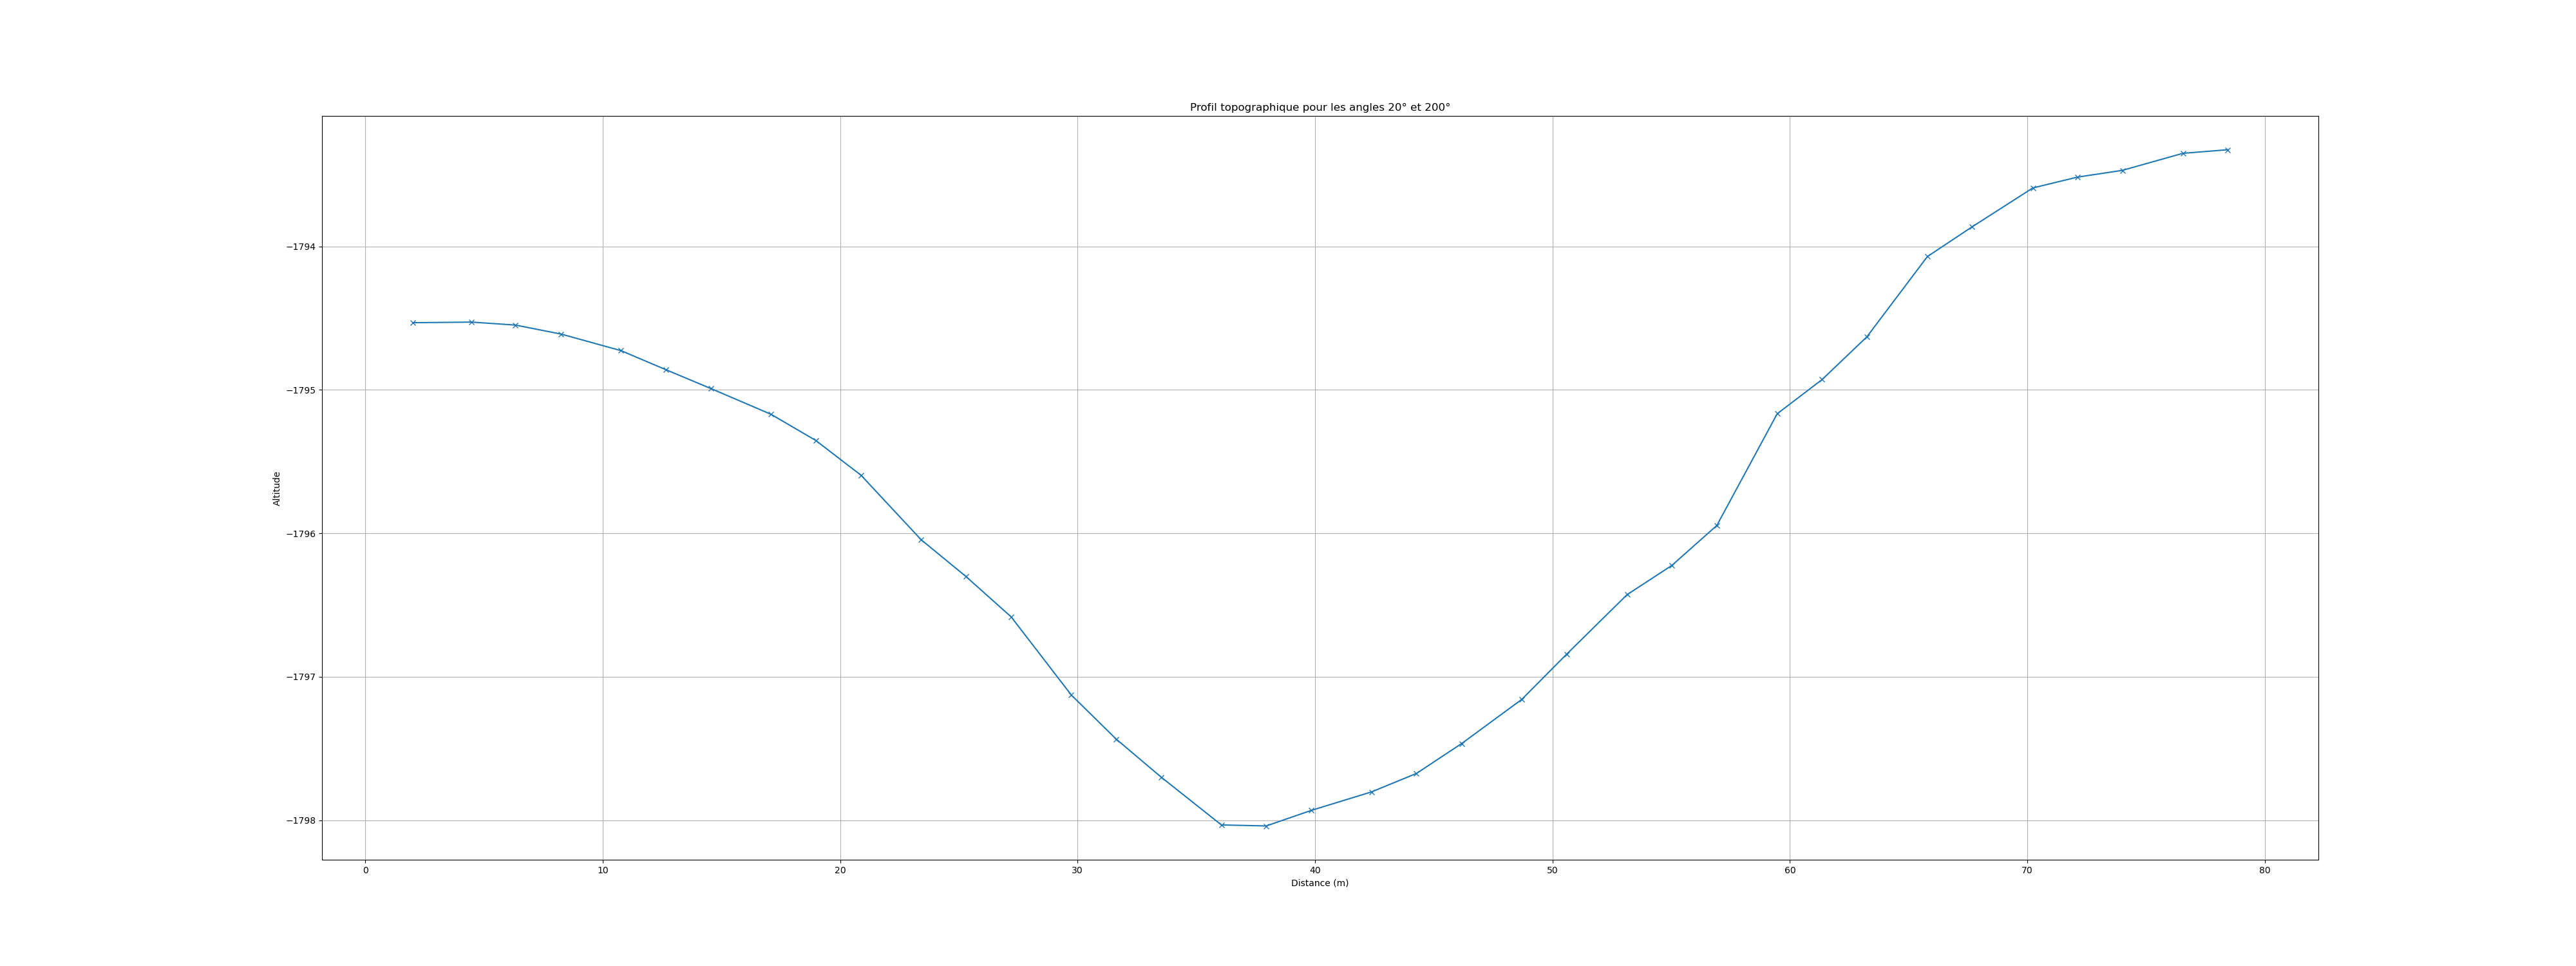 Profil topographique pour les angles 20° et 200°
Altitude
−1794
−1795
−1796
−1797
−1798
0 10 20 30 40 50 60 70 80
Distance (m)